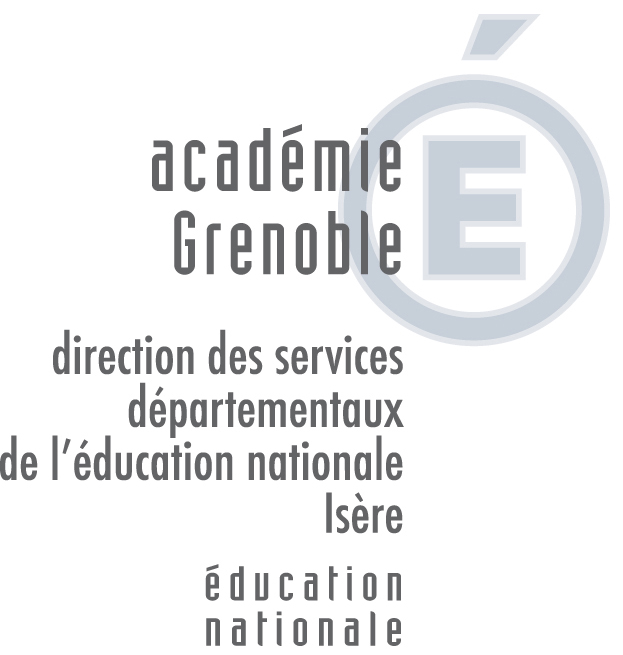 É
académie
Grenoble
direction des services
départementaux
de l'éducation nationale
Isère
éducation
nationale